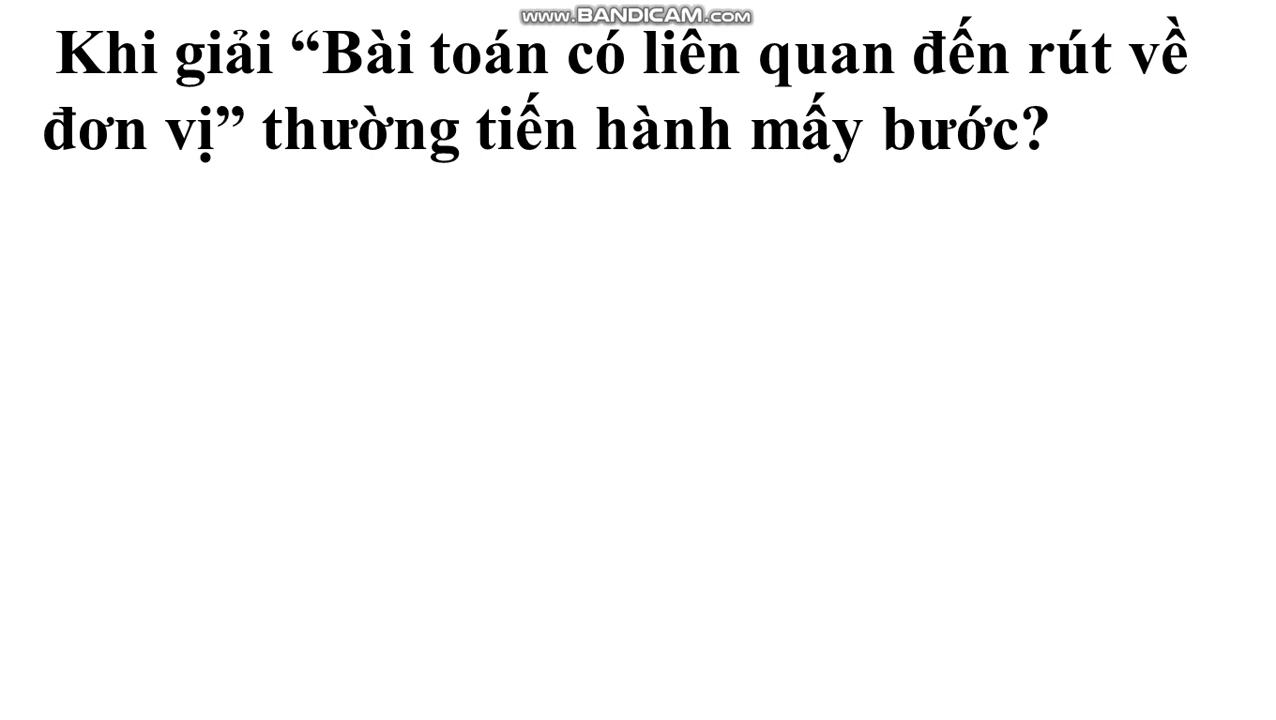 www.BANDICAM.com
Khi giải “Bài toán có liên quan đến rút về
đơn vị” thường tiến hành mấy bước?